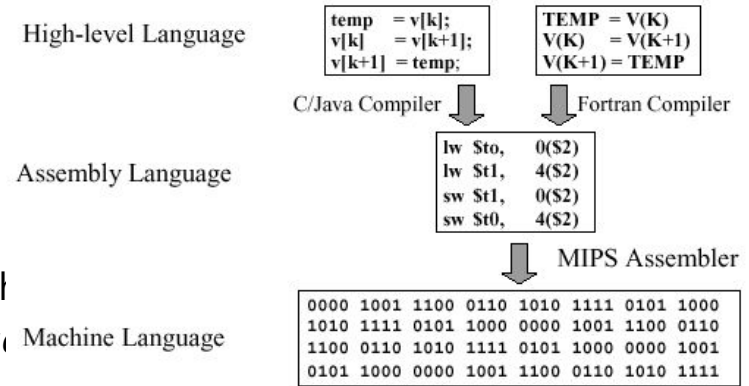 High-level Language
temp = v[k];
v[k] = v[k+1];
v[k+1] = temp;
TEMP = V(K)
V(K) = V(K+1)
V(K+1) = TEMP
C/Java Compiler
Fortran Compiler
Assembly Language
lw $to, 0($2)
lw $t1, 4($2)
sw $t1, 0($2)
sw $t0, 4($2)
MIPS Assembler
Machine Language
0000 1001 1100 0110 1010 1111 0101 1000
1010 1111 0101 1000 0000 1001 1100 0110
1100 0110 1010 1111 0101 1000 0000 1001
0101 1000 0000 1001 1100 0110 1010 1111